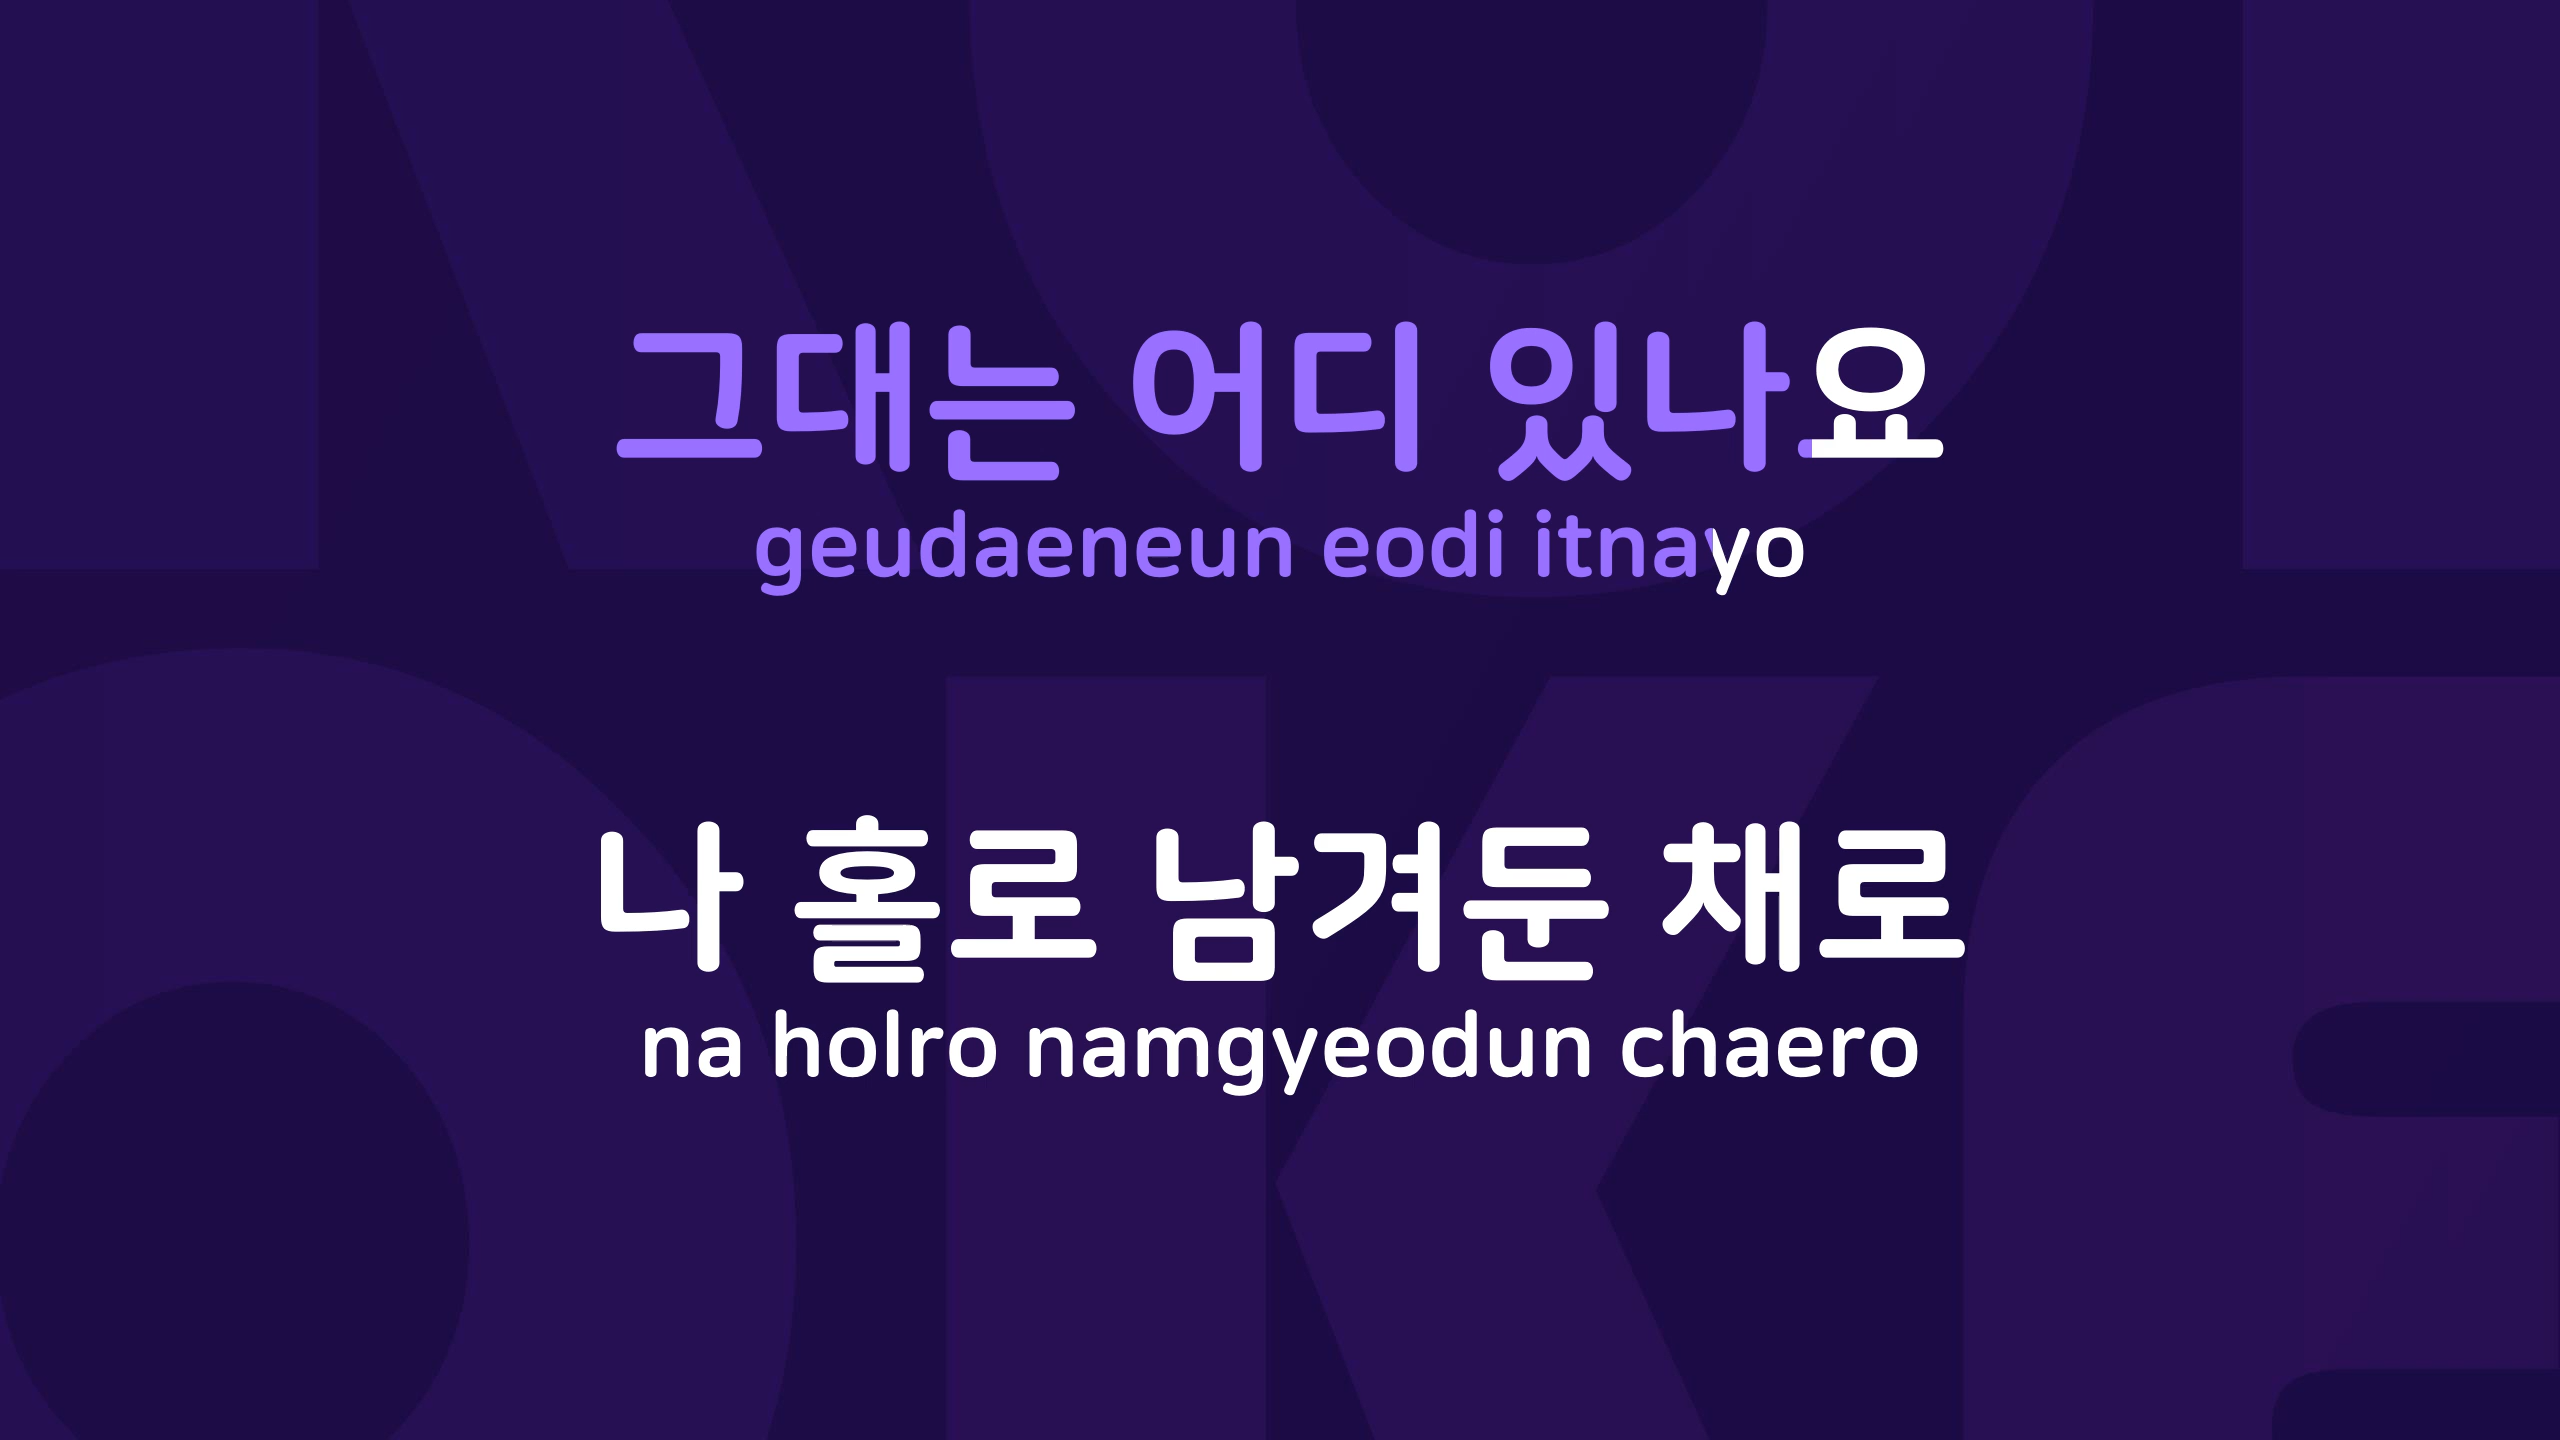 그대는 어디 있나요
geudaeneun eodi itnayo
나 홀로 남겨둔 채로
na holro namgyeodun chaero